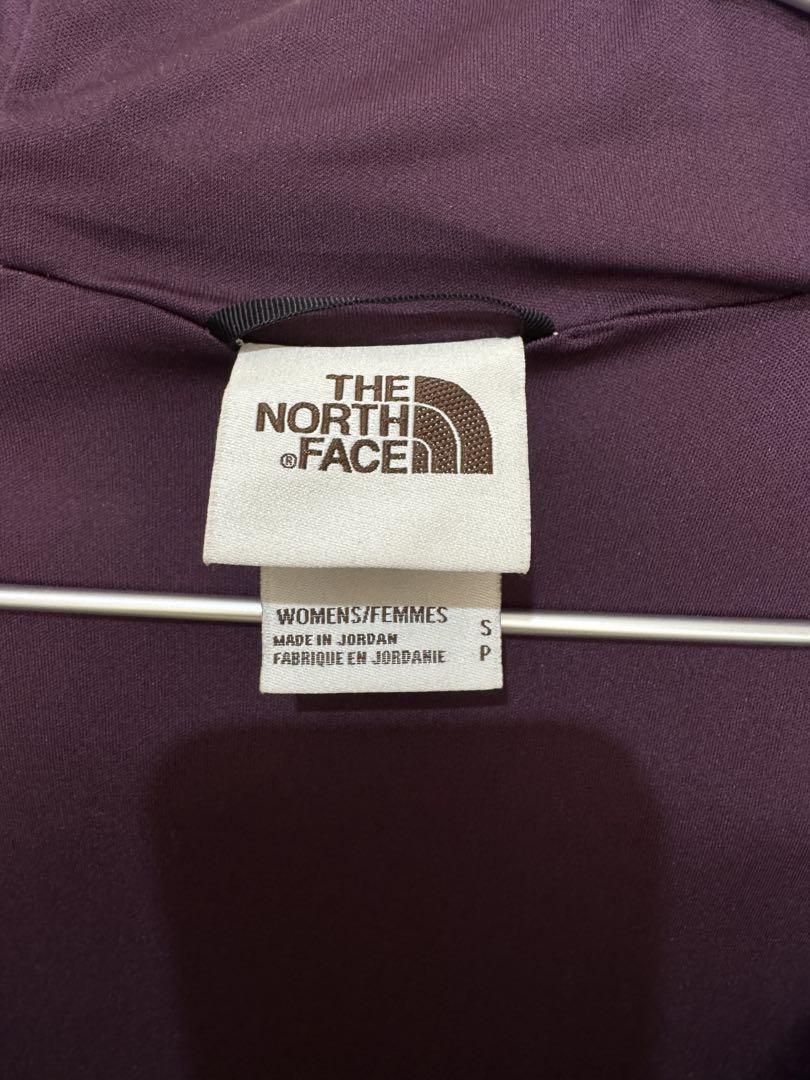 THE
NORTH
®FACE
WOMENS/FEMMES
MADE IN JORDAN
FABRIQUE EN JORDANIE
S
P